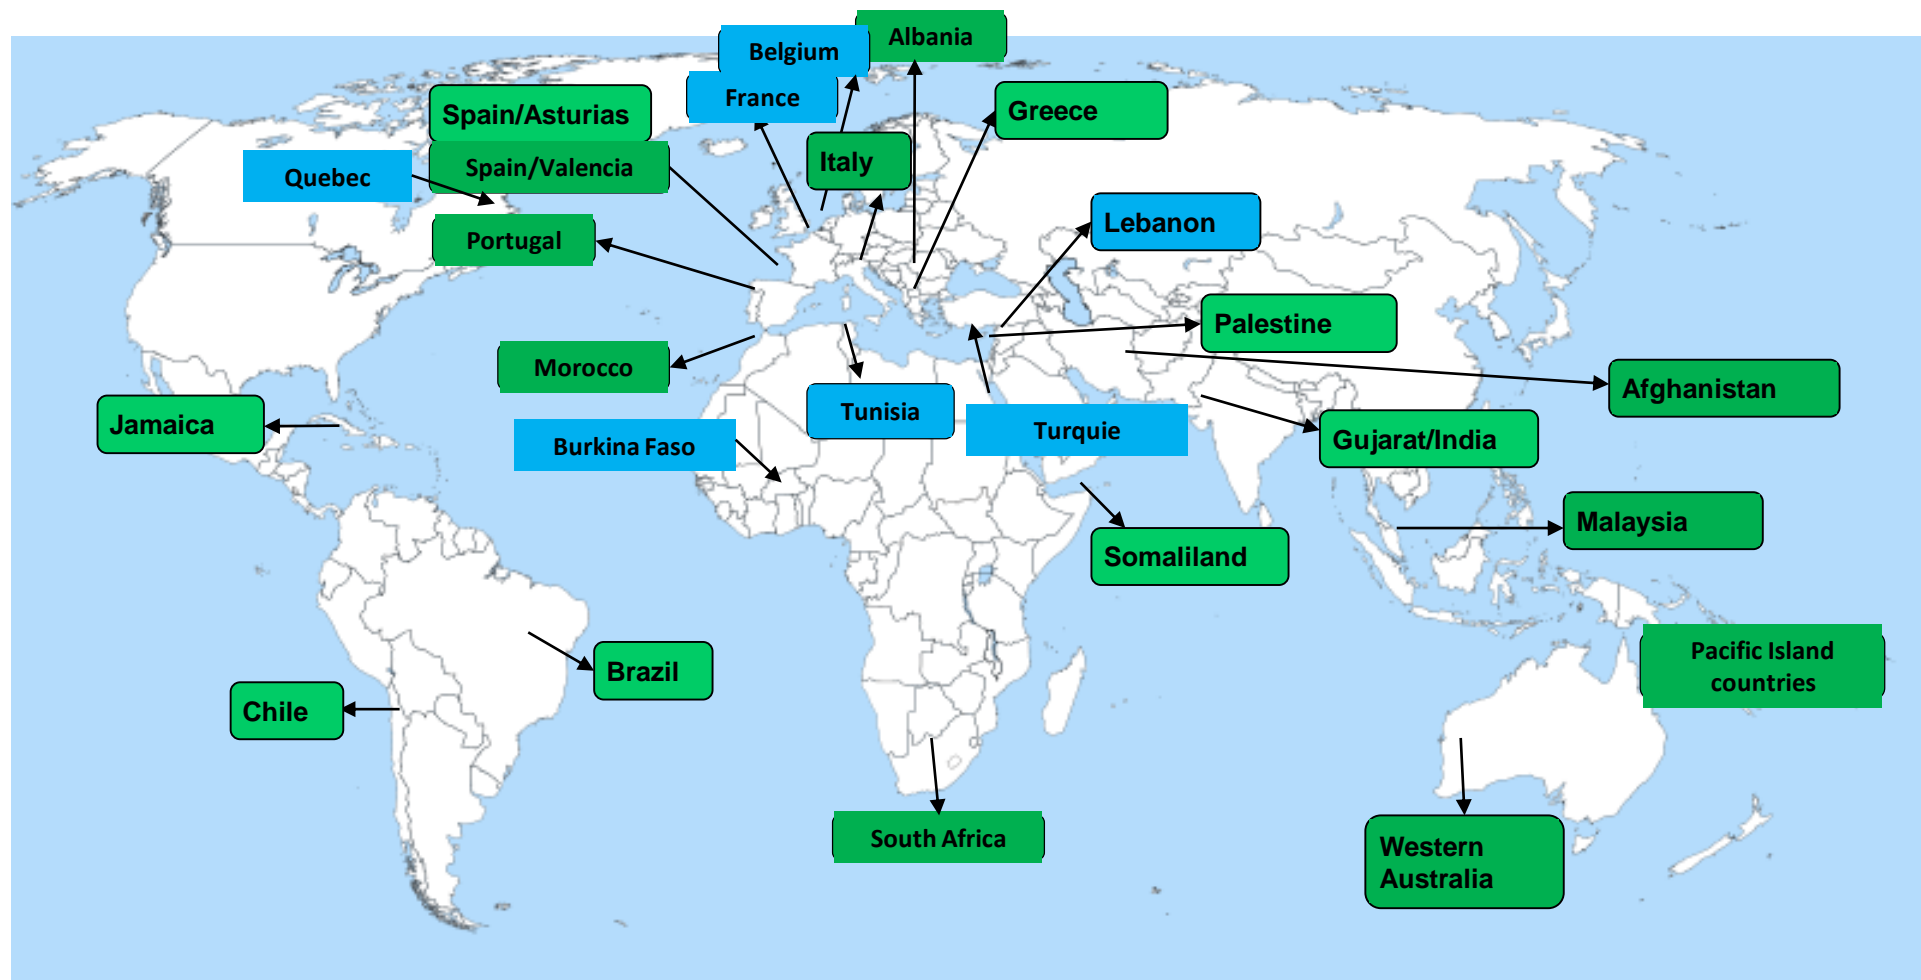 Albania
Belgium
France
Spain/Asturias
Greece
Italy
Spain/Valencia
Quebec
Lebanon
Portugal
Palestine
Morocco
Afghanistan
Jamaica
Tunisia
Turquie
Burkina Faso
Gujarat/India
Malaysia
Somaliland
Pacific Island
countries
Brazil
Chile
South Africa
Western
Australia